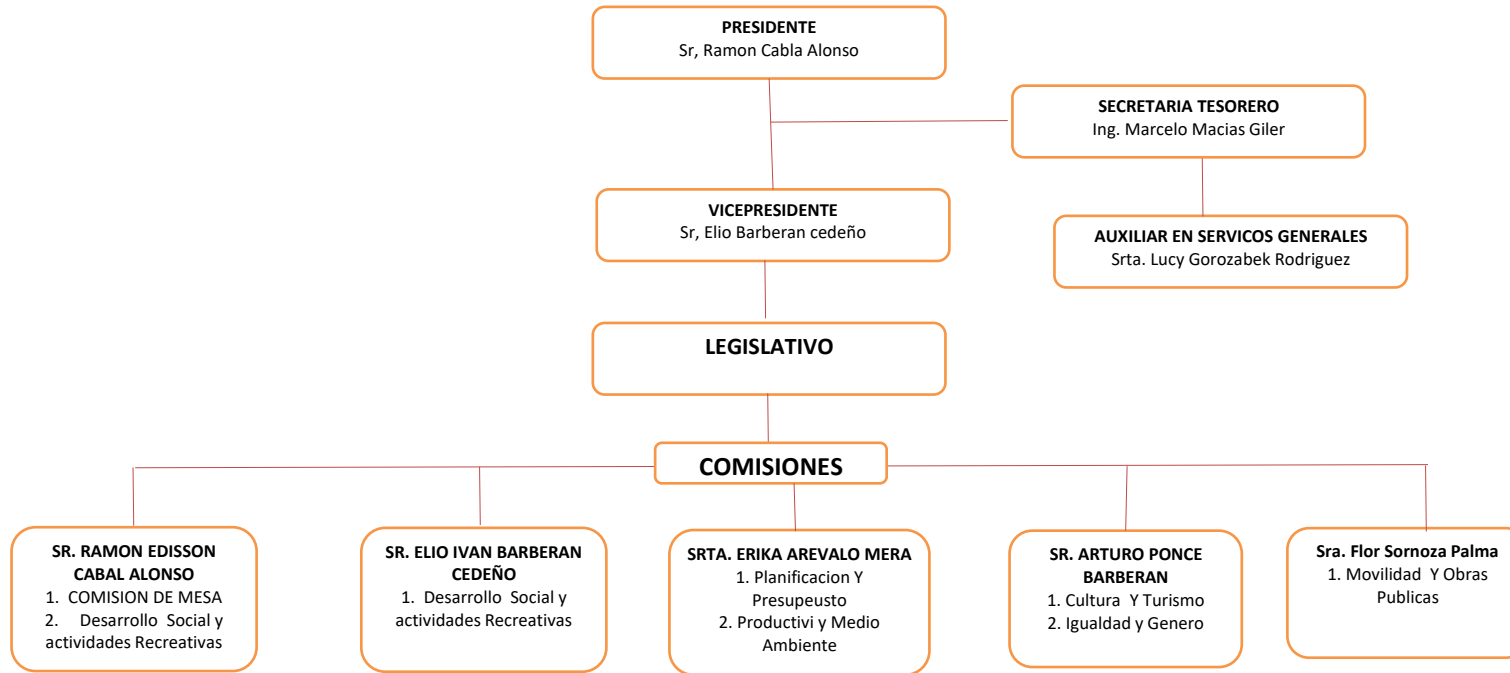 PRESIDENTE
Sr, Ramon Cabla Alonso
SECRETARIA TESORERO
Ing. Marcelo Macias Giler
VICEPRESIDENTE
Sr, Elio Barberan cedeño
AUXILIAR EN SERVICOS GENERALES
Srta. Lucy Gorozabek Rodriguez
LEGISLATIVO
COMISIONES
SR. RAMON EDISSON
CABAL ALONSO
1. COMISION DE MESA
2. Desarrollo Social y
actividades Recreativas
SR. ELIO IVAN BARBERAN
CEDEÑO
1. Desarrollo Social y
actividades Recreativas
SRTA. ERIKA AREVALO MERA
1. Planificacion Y
Presupeusto
2. Productivi y Medio
Ambiente
SR. ARTURO PONCE
BARBERAN
1. Cultura Y Turismo
2. Igualdad y Genero
Sra. Flor Sornoza Palma
1. Movilidad Y Obras
Publicas